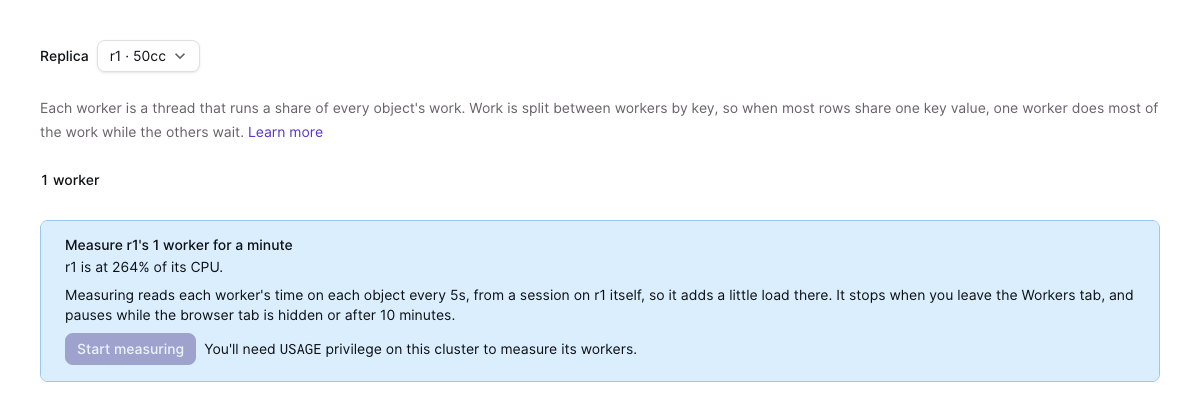 Replica r1 · 50cc
Each worker is a thread that runs a share of every object's work. Work is split between workers by key, so when most rows share one key value, one worker does most of
the work while the others wait. Learn more
1 worker
Measure r1's 1 worker for a minute
r1 is at 264% of its CPU.
Measuring reads each worker's time on each object every 5s, from a session on r1 itself, so it adds a little load there. It stops when you leave the Workers tab, and
pauses while the browser tab is hidden or after 10 minutes.
Start measuring You'll need USAGE privilege on this cluster to measure its workers.